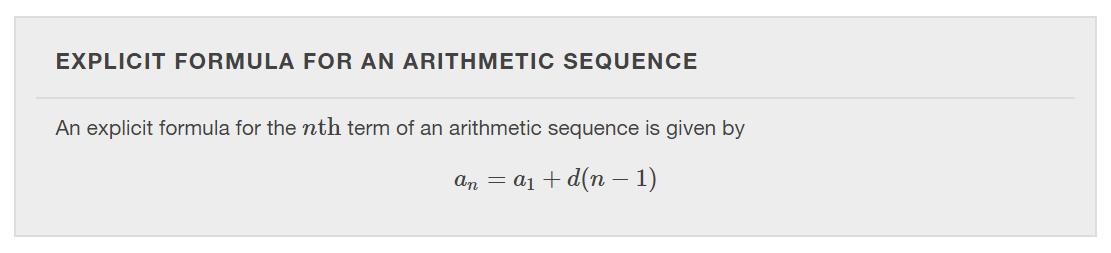 EXPLICIT FORMULA FOR AN ARITHMETIC SEQUENCE
An explicit formula for the nth term of an arithmetic sequence is given by
aₙ = a₁ + d(n − 1)